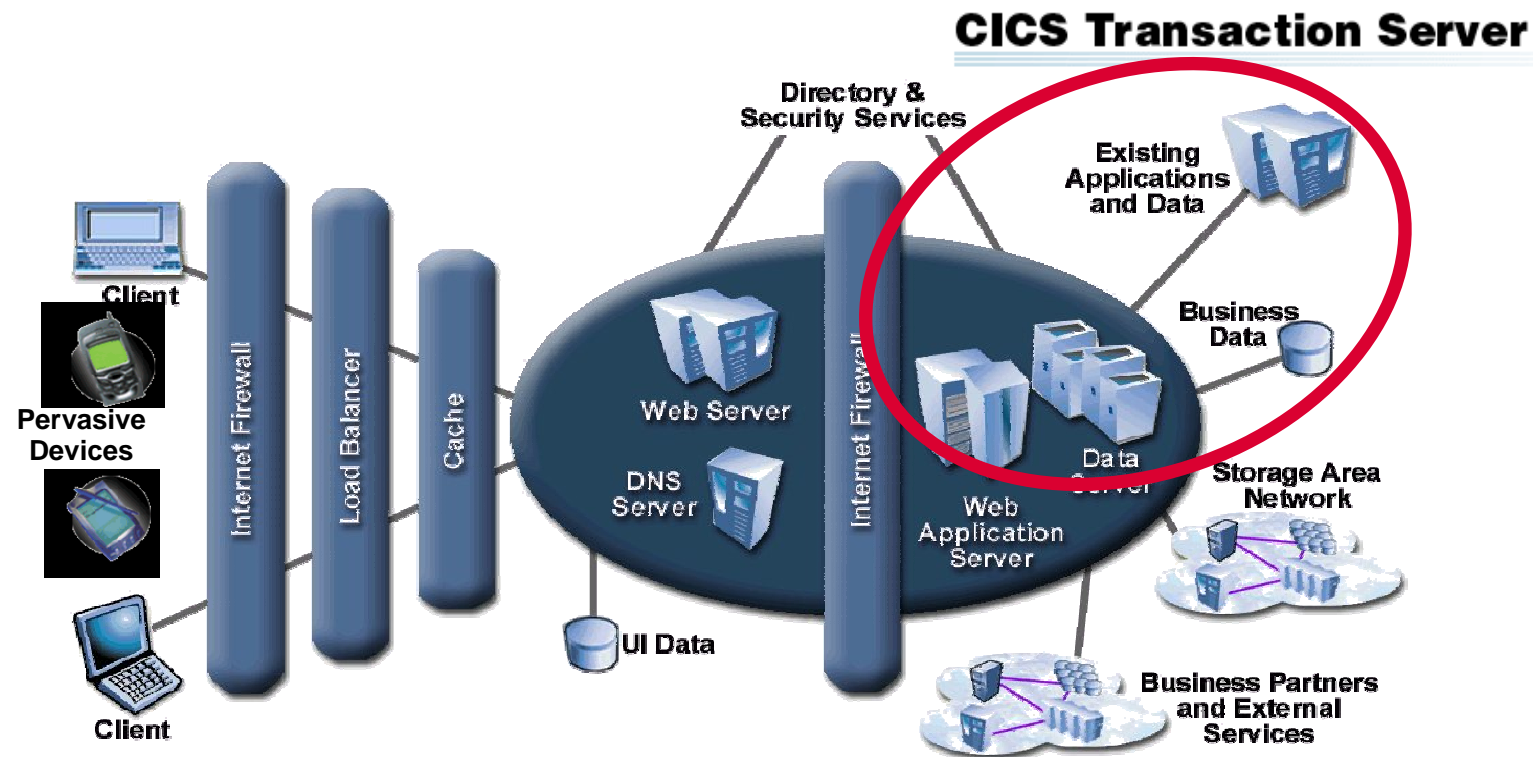 CICS Transaction Server
Directory &
Security Services
Existing
Applications
and Data
Client
Pervasive
Devices
Client
Internet Firewall
Load Balancer
Cache
Web Server
DNS
Server
UI Data
Internet Firewall
Web
Application
Server
Data
Server
Business
Data
Storage Area
Network
Business Partners
and External
Services